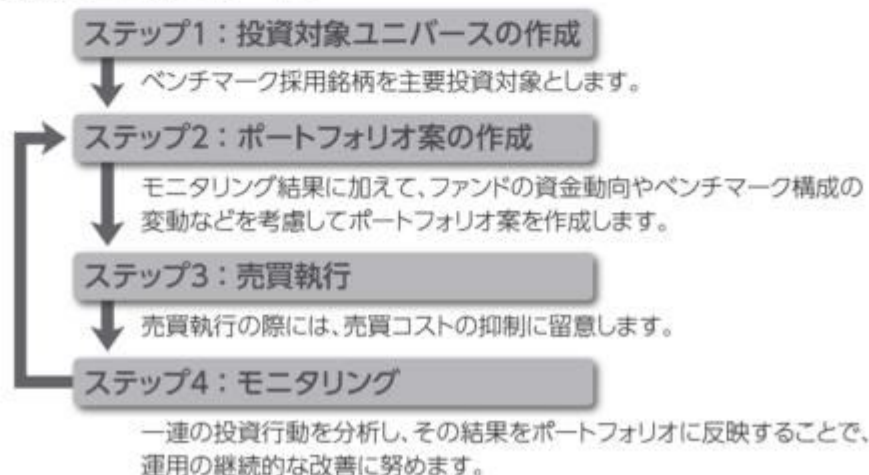 ステップ1：投資対象ユニバースの作成
ベンチマーク採用銘柄を主要投資対象とします。
ステップ2：ポートフォリオ案の作成
モニタリング結果に加えて、ファンドの資金動向やベンチマーク構成の
変動などを考慮してポートフォリオ案を作成します。
ステップ3：売買執行
売買執行の際には、売買コストの抑制に留意します。
ステップ4：モニタリング
一連の投資行動を分析し、その結果をポートフォリオに反映することで、
運用の継続的な改善に努めます。